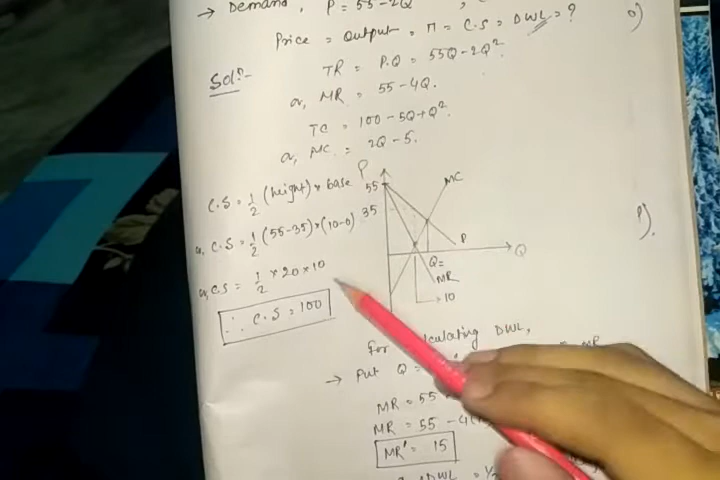 → Demand, P = 55-2Q
Price = output = π = C.S = DWL = ?
Solⁿ:-
TR = P.Q = 55Q-2Q².
or, MR = 55-4Q.
TC = 100-5Q+Q².
or, MC = 2Q-5.
C.S = 1/2 (height) × base
or, C.S = 1/2 (55-35)×(10-0)
or, C.S = 1/2 × 20×10
∴ C.S = 100
P
55
35
MC
P
Q
Q=
MR
10
For calculating DWL,
→ Put Q =
MR
MR = 55
MR = 55 - 4(
MR' = 15
DWL = 1/2